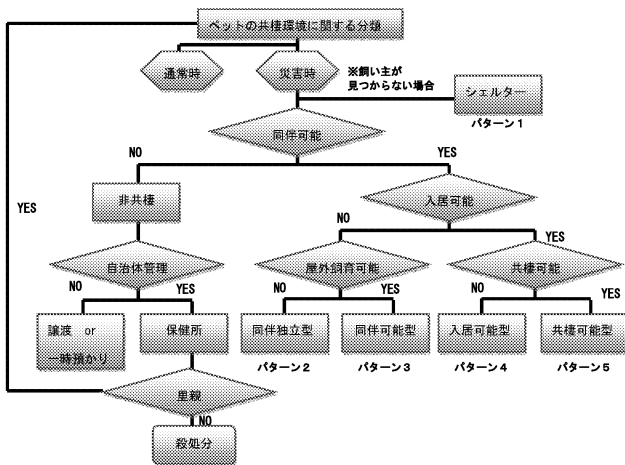 ペットの共棲環境に関する分類
通常時
災害時
※飼い主が
見つからない場合
シェルター
パターン1
同伴可能
NO
YES
非共棲
入居可能
YES
NO
YES
自治体管理
屋外飼育可能
共棲可能
NO
YES
NO
YES
NO
YES
譲渡 or
一時預かり
保健所
同伴独立型
同伴可能型
入居可能型
共棲可能型
パターン2
パターン3
パターン4
パターン5
里親
NO
殺処分